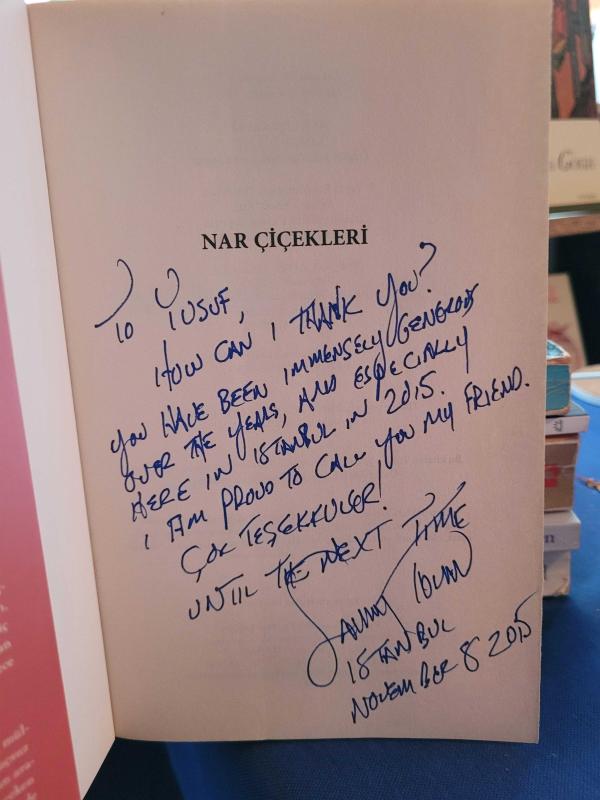 NAR ÇİÇEKLERİ
TO YUSUF,
HOW CAN I THANK YOU?
YOU HAVE BEEN IMMENSELY GENEROUS
OVER THE YEARS, AND ESPECIALLY
HERE IN ISTANBUL IN 2015.
I AM PROUD TO CALL YOU MY FRIEND.
ÇOK TEŞEKKÜLER!
UNTIL THE NEXT TIME
ISTANBUL
NOVEMBER 8 2015